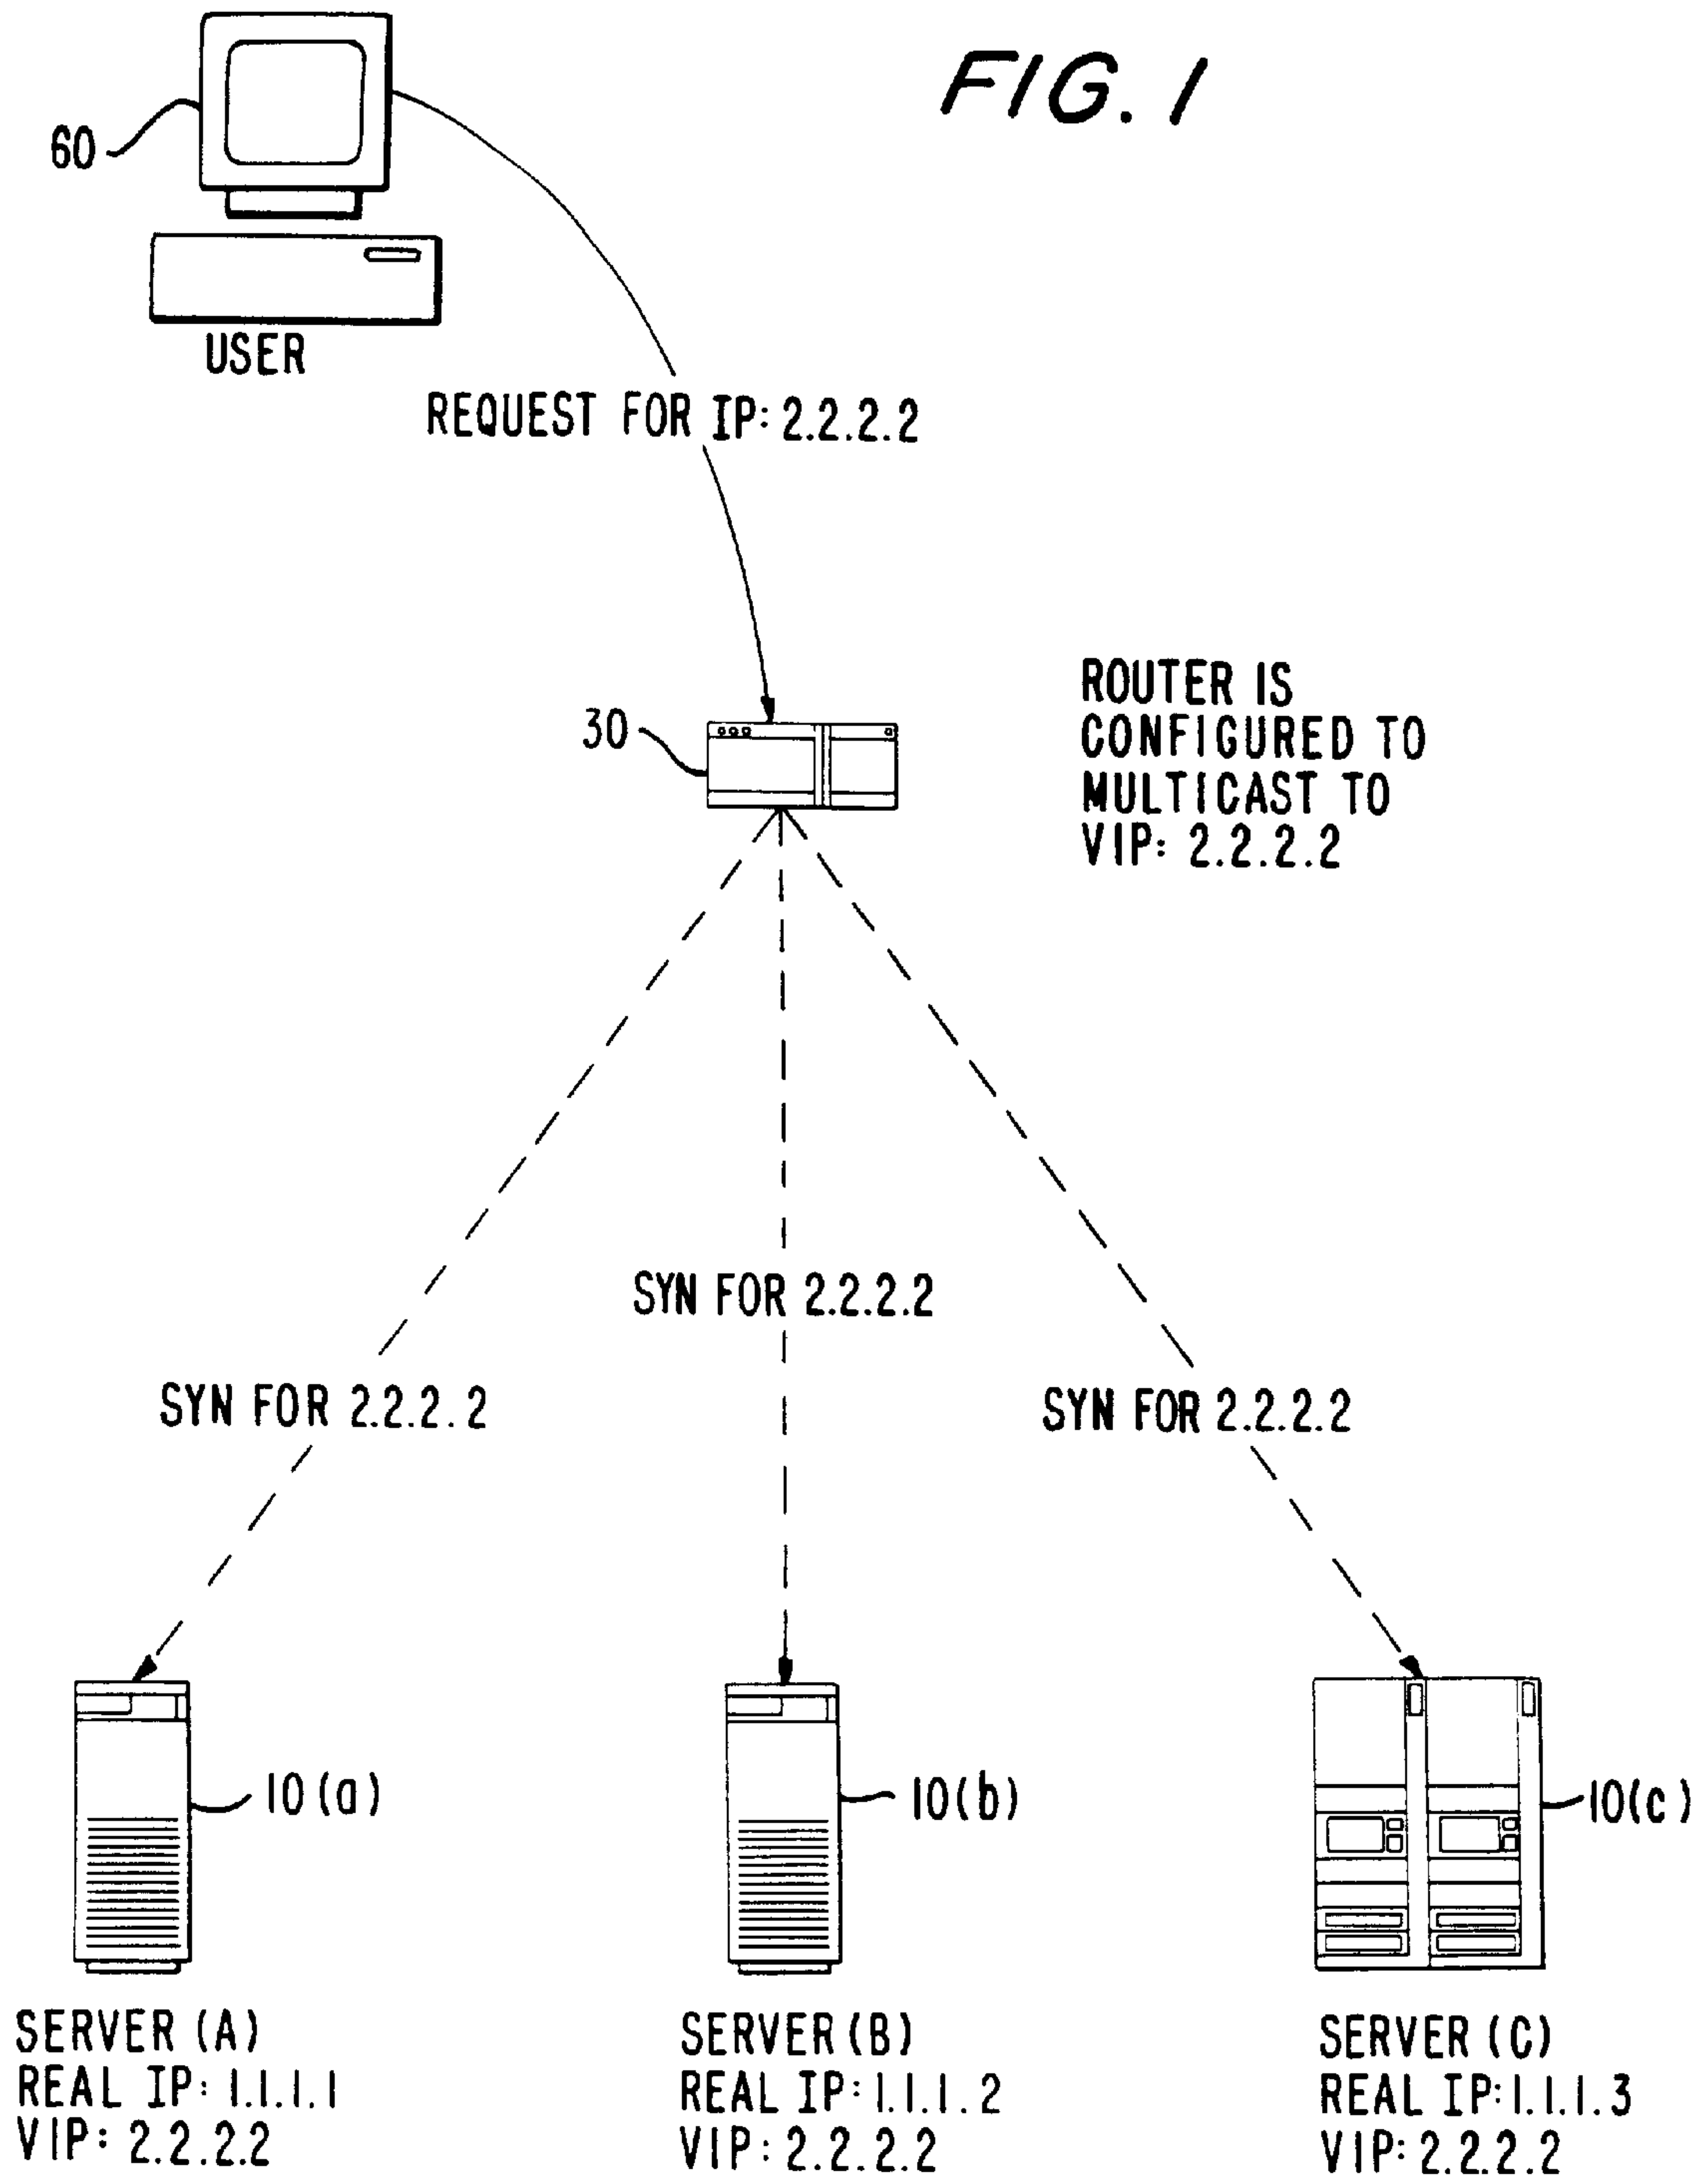 FIG. 1
60
USER
REQUEST FOR IP: 2.2.2.2
30
ROUTER IS
CONFIGURED TO
MULTICAST TO
VIP: 2.2.2.2
SYN FOR 2.2.2.2
SYN FOR 2.2.2.2
SYN FOR 2.2.2.2
10(a)
10(b)
10(c)
SERVER (A)
REAL IP: 1.1.1.1
VIP: 2.2.2.2
SERVER (B)
REAL IP: 1.1.1.2
VIP: 2.2.2.2
SERVER (C)
REAL IP: 1.1.1.3
VIP: 2.2.2.2